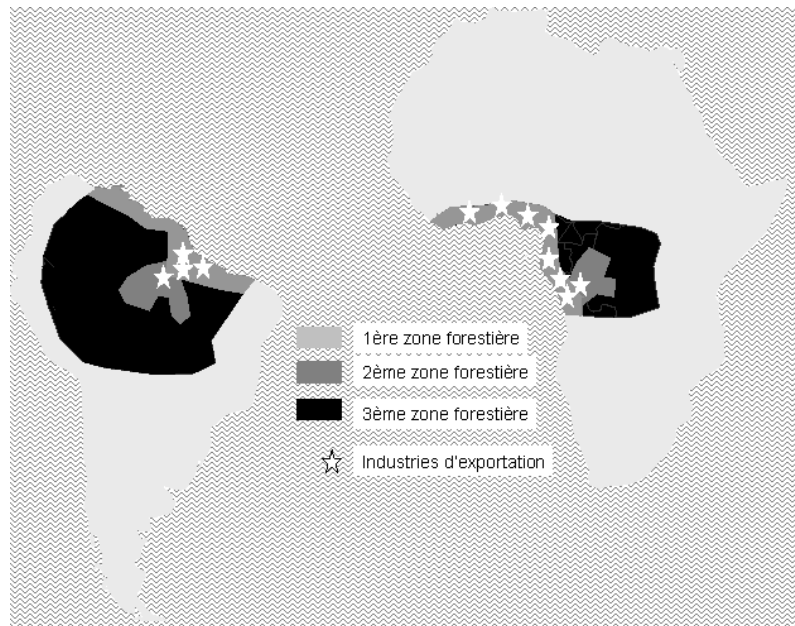 1ère zone forestière
2ème zone forestière
3ème zone forestière
Industries d'exportation